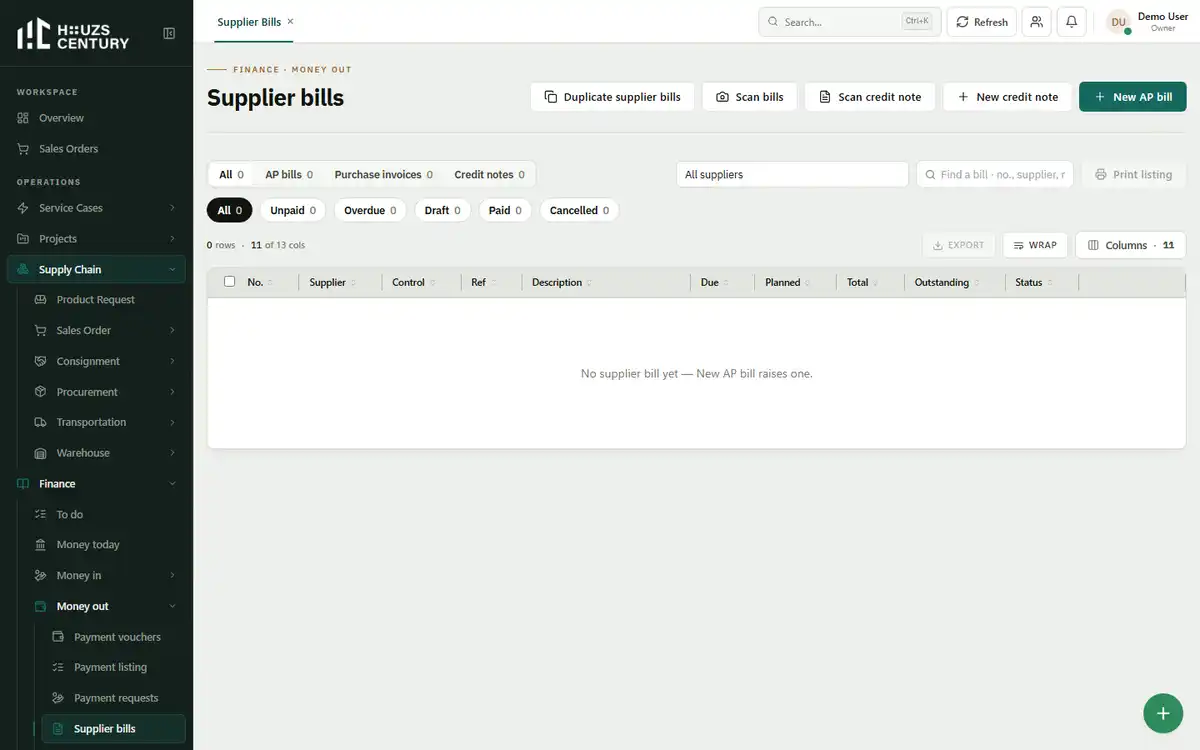 HOUZS
CENTURY
Supplier Bills ×
Search...
Ctrl+K
Refresh
DU
Demo User
Owner
WORKSPACE
Overview
Sales Orders
OPERATIONS
Service Cases
Projects
Supply Chain
Product Request
Sales Order
Consignment
Procurement
Transportation
Warehouse
Finance
To do
Money today
Money in
Money out
Payment vouchers
Payment listing
Payment requests
Supplier bills
FINANCE · MONEY OUT
Supplier bills
Duplicate supplier bills
Scan bills
Scan credit note
+ New credit note
+ New AP bill
All 0 AP bills 0 Purchase invoices 0 Credit notes 0
All suppliers
Find a bill · no., supplier, r
Print listing
All 0 Unpaid 0 Overdue 0 Draft 0 Paid 0 Cancelled 0
0 rows · 11 of 13 cols
EXPORT
WRAP
Columns · 11
No. Supplier Control Ref Description Due Planned Total Outstanding Status
No supplier bill yet — New AP bill raises one.
+